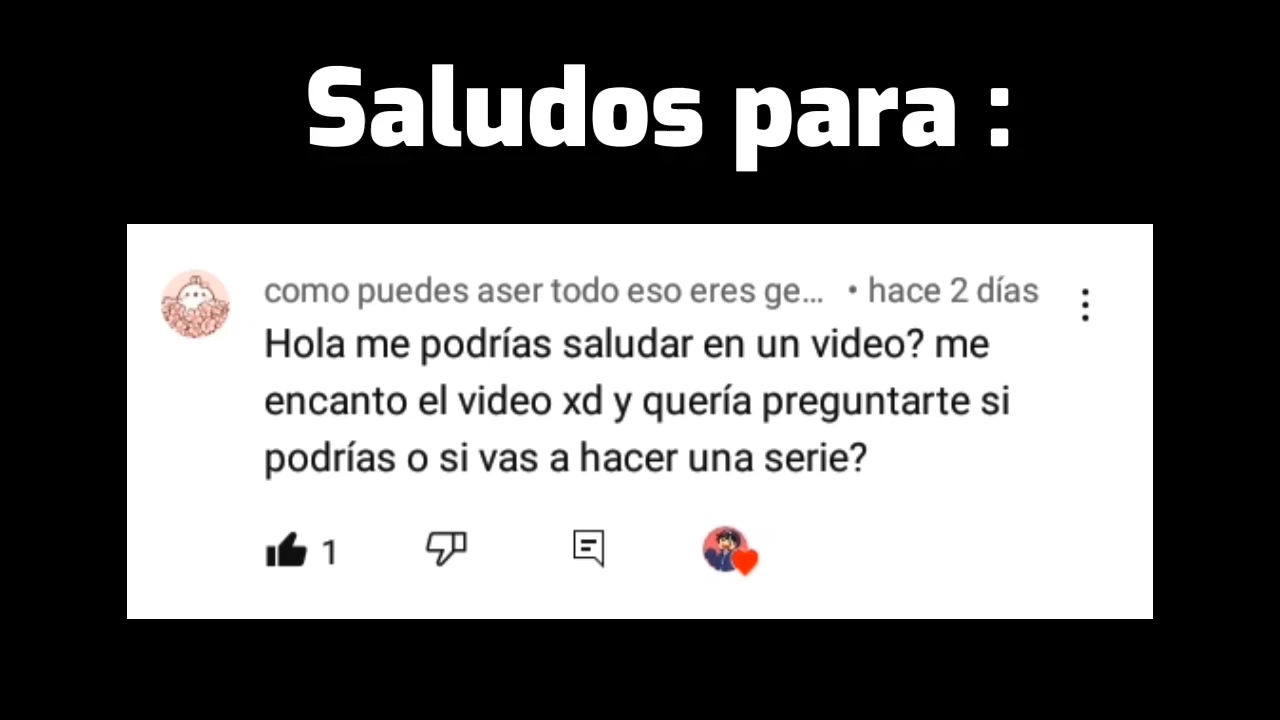 Saludos para :
como puedes aser todo eso eres ge... • hace 2 días
Hola me podrías saludar en un video? me
encanto el video xd y quería preguntarte si
podrías o si vas a hacer una serie?
1